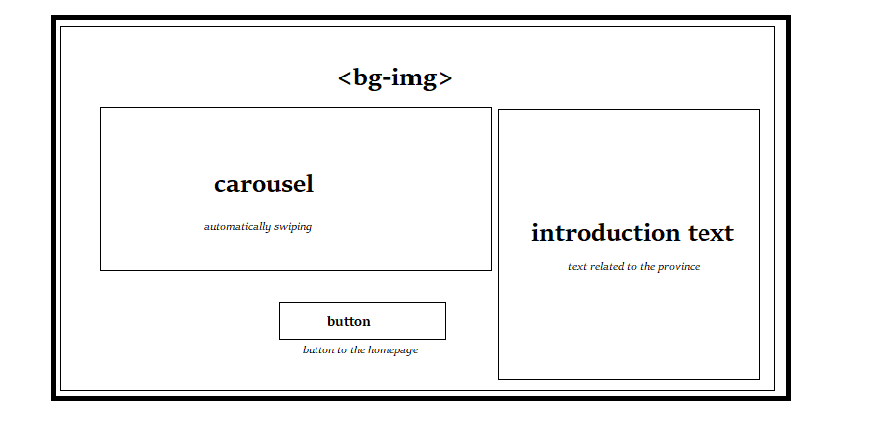 <bg-img>
carousel
automatically swiping
introduction text
text related to the province
button
button to the homepage